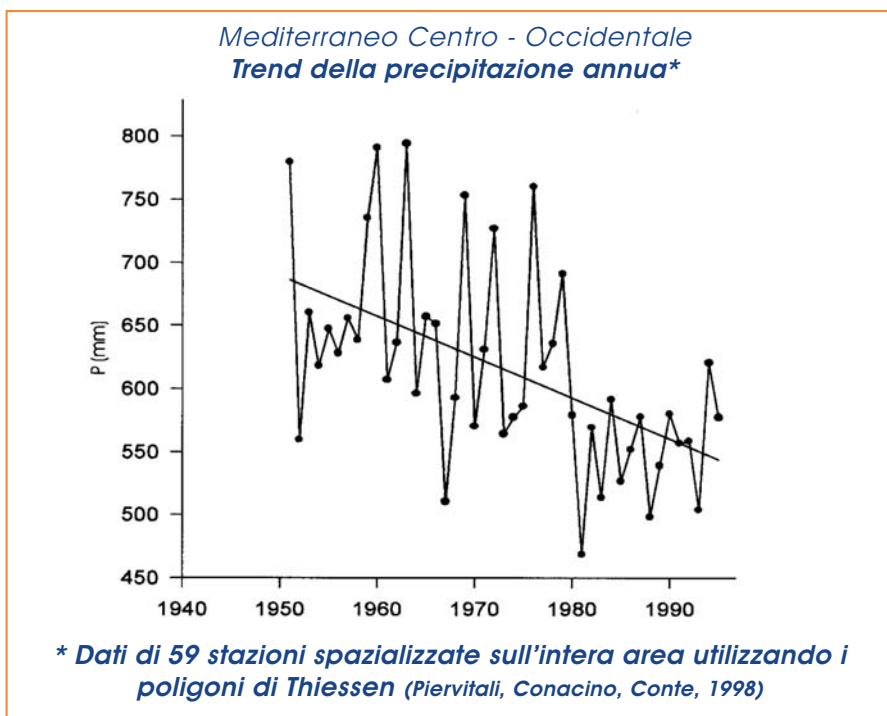 Mediterraneo Centro - Occidentale
Trend della precipitazione annua*
800
750
700
650
600
550
500
450
P (mm)
1940 1950 1960 1970 1980 1990
* Dati di 59 stazioni spazializzate sull'intera area utilizzando i
poligoni di Thiessen (Piervitali, Conacino, Conte, 1998)